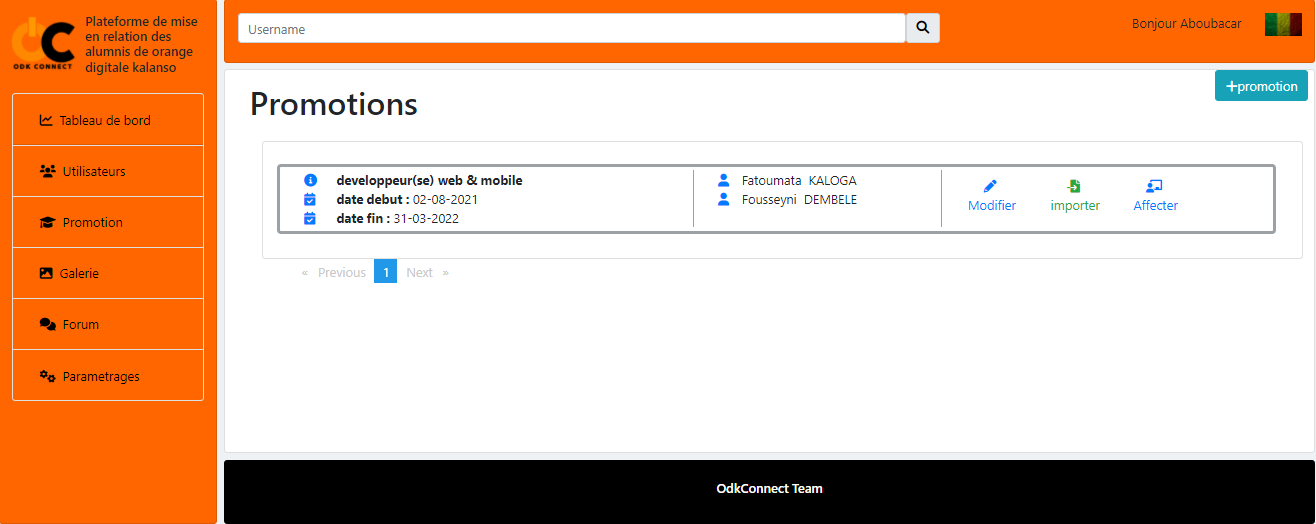 ODK CONNECT
Plateforme de mise
en relation des
alumnis de orange
digitale kalanso
Tableau de bord
Utilisateurs
Promotion
Galerie
Forum
Parametrages
Username
Bonjour Aboubacar
+promotion
Promotions
developpeur(se) web & mobile
date debut : 02-08-2021
date fin : 31-03-2022
Fatoumata KALOGA
Fousseyni DEMBELE
Modifier importer Affecter
« Previous 1 Next »
OdkConnect Team